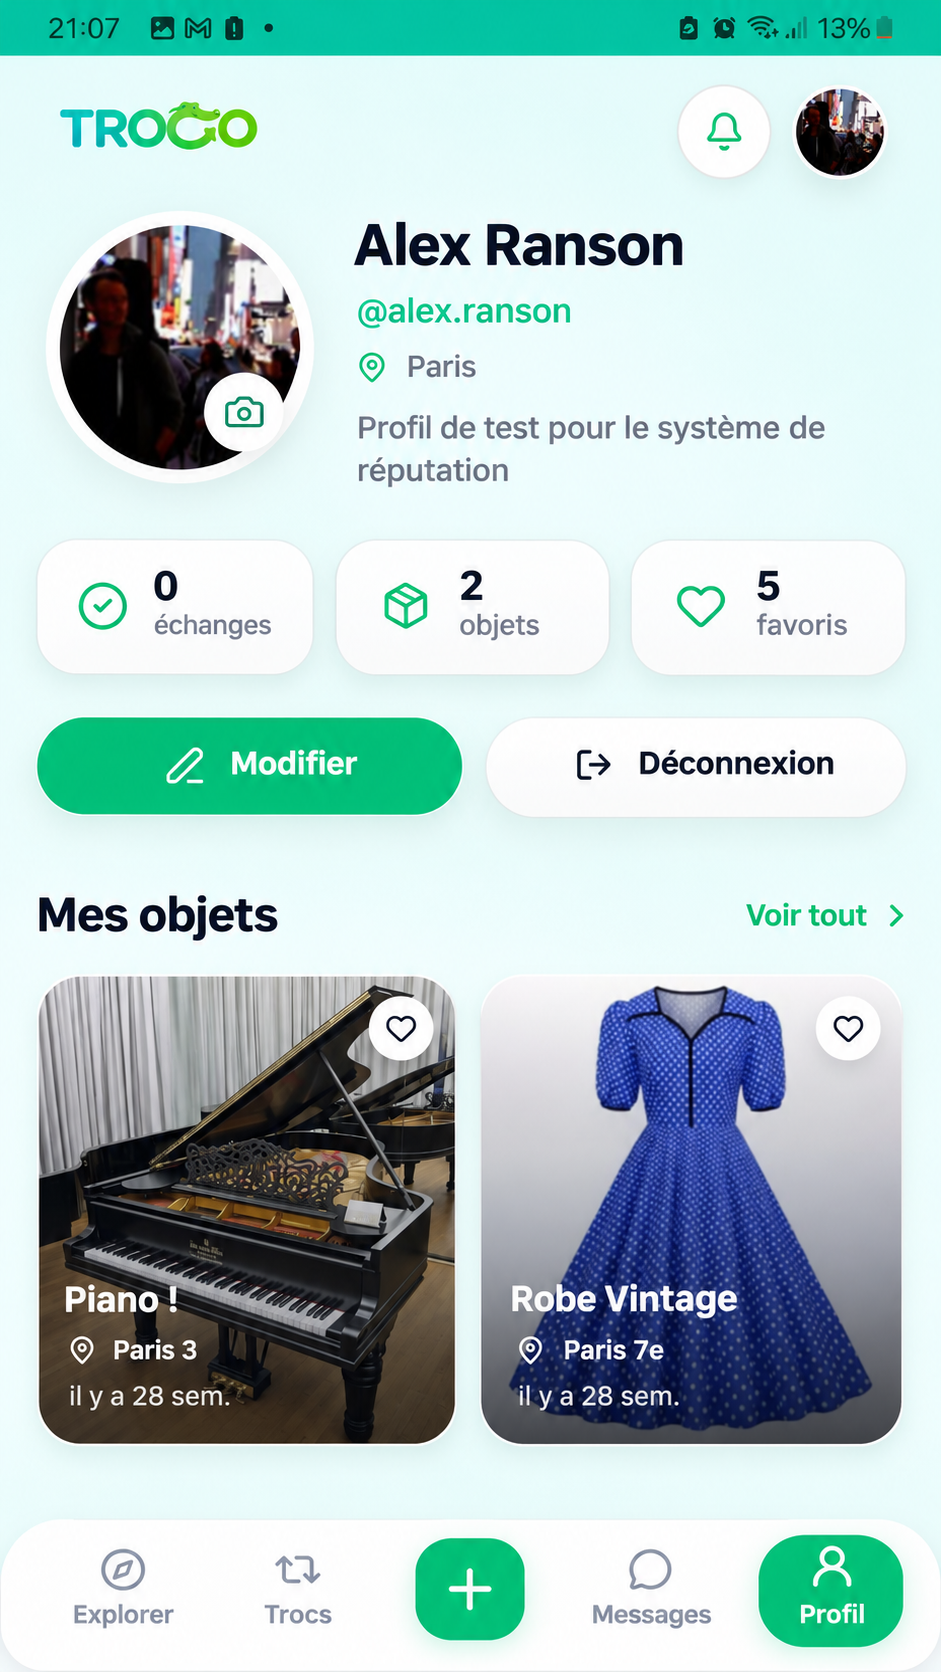 21:07
13%
TROCO
Alex Ranson
@alex.ranson
Paris
Profil de test pour le système de
réputation
0
échanges
2
objets
5
favoris
Modifier
Déconnexion
Mes objets
Voir tout
Piano !
Paris 3
il y a 28 sem.
Robe Vintage
Paris 7e
il y a 28 sem.
Explorer
Trocs
Messages
Profil